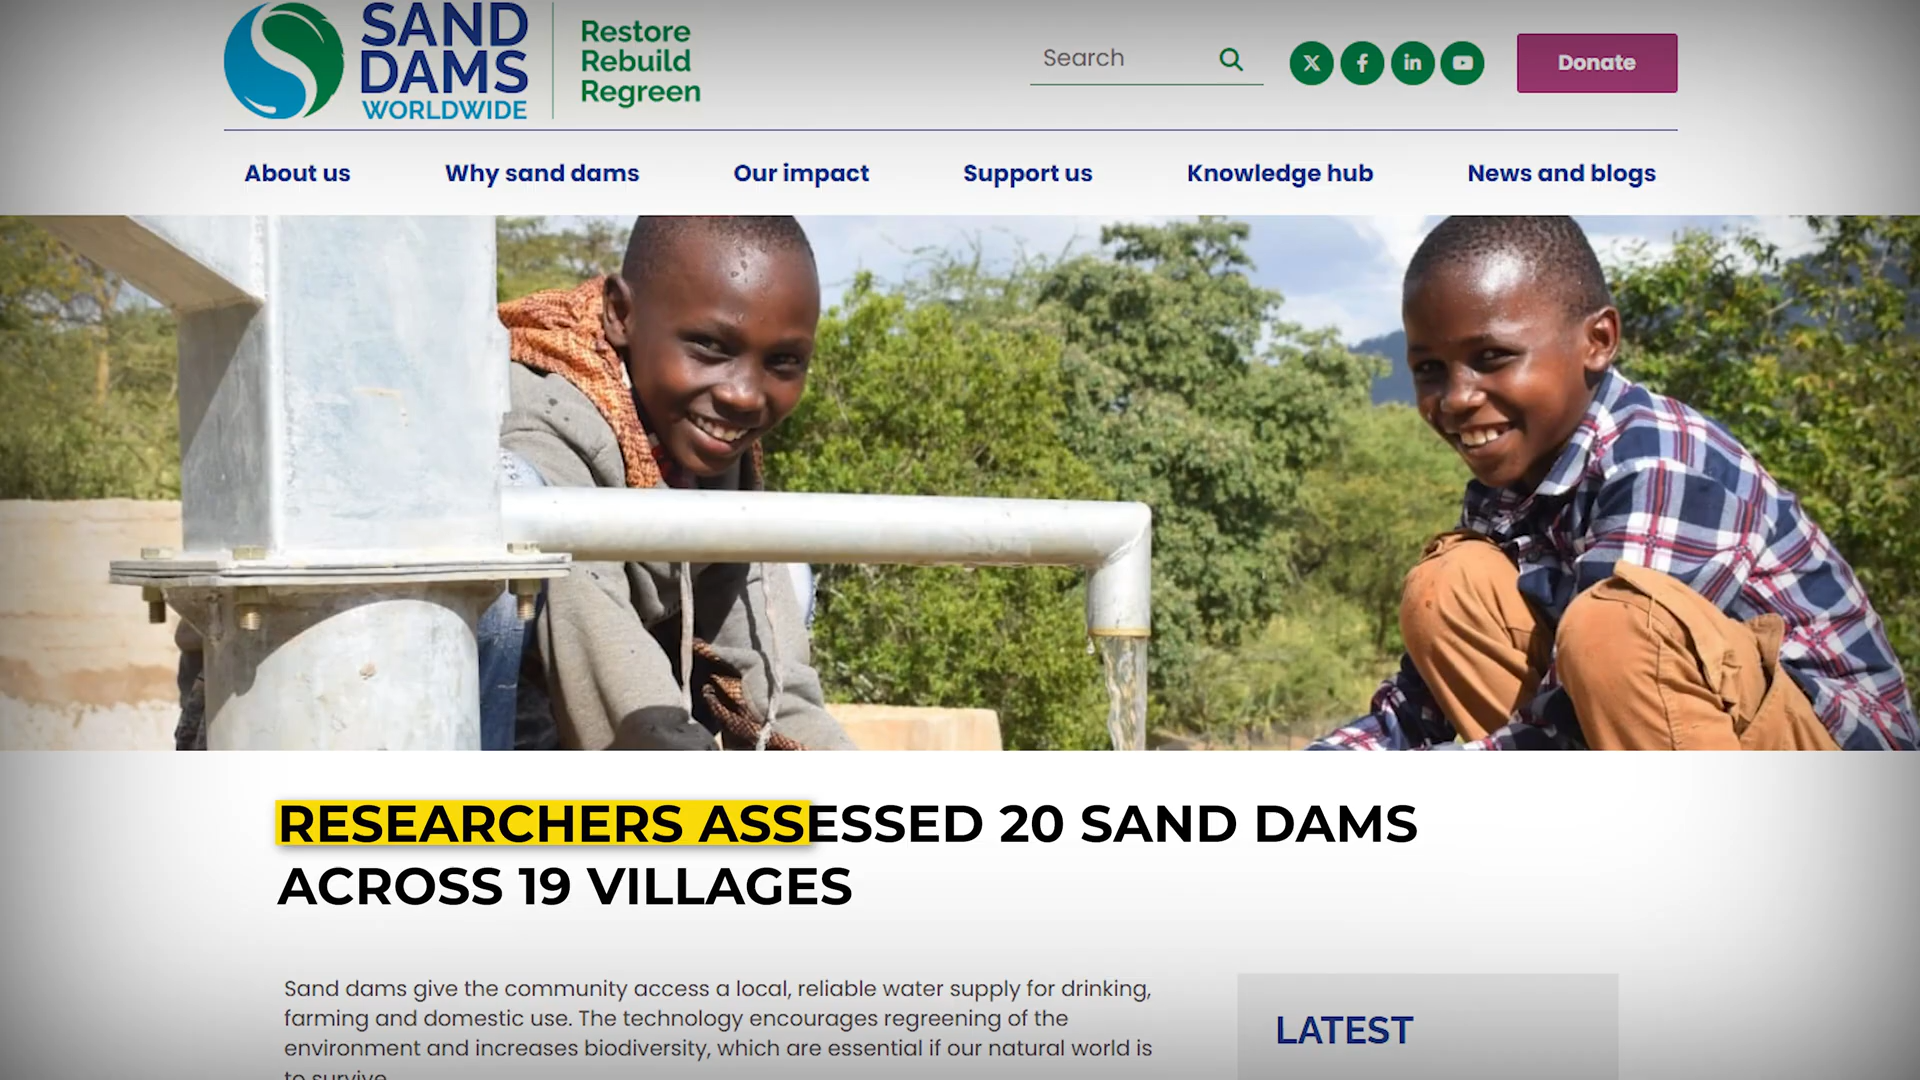 SAND
DAMS
WORLDWIDE
Restore
Rebuild
Regreen
Search
Donate
About us
Why sand dams
Our impact
Support us
Knowledge hub
News and blogs
RESEARCHERS ASSESSED 20 SAND DAMS
ACROSS 19 VILLAGES
Sand dams give the community access a local, reliable water supply for drinking,
farming and domestic use. The technology encourages regreening of the
environment and increases biodiversity, which are essential if our natural world is
to survive.
LATEST